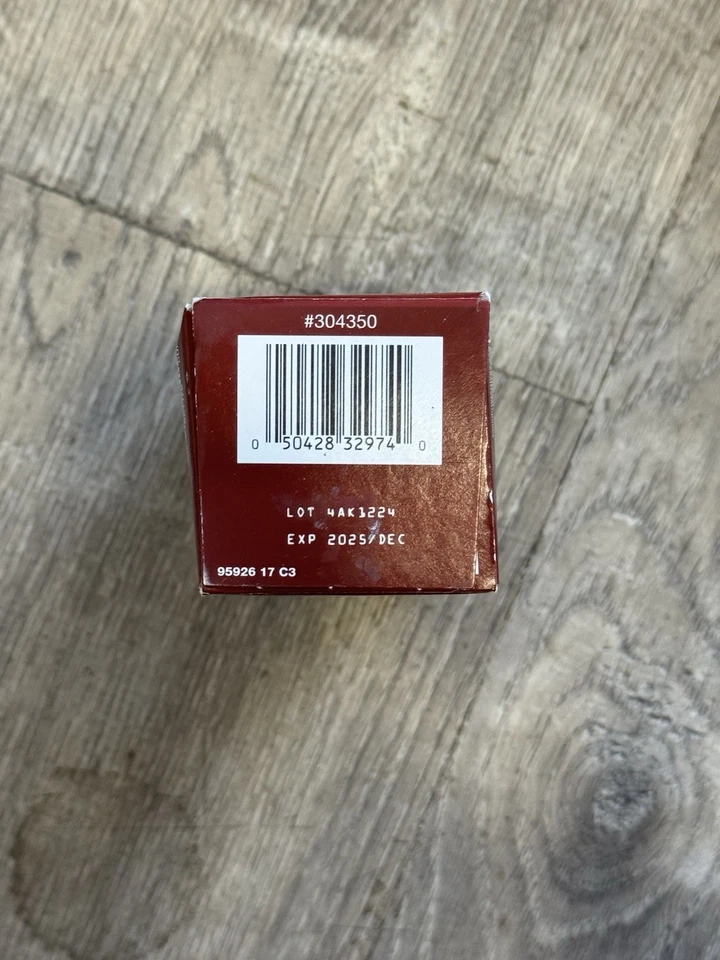 #304350
0 50428 32974 0
LOT 4AK1224
EXP 2025/DEC
95926 17 C3